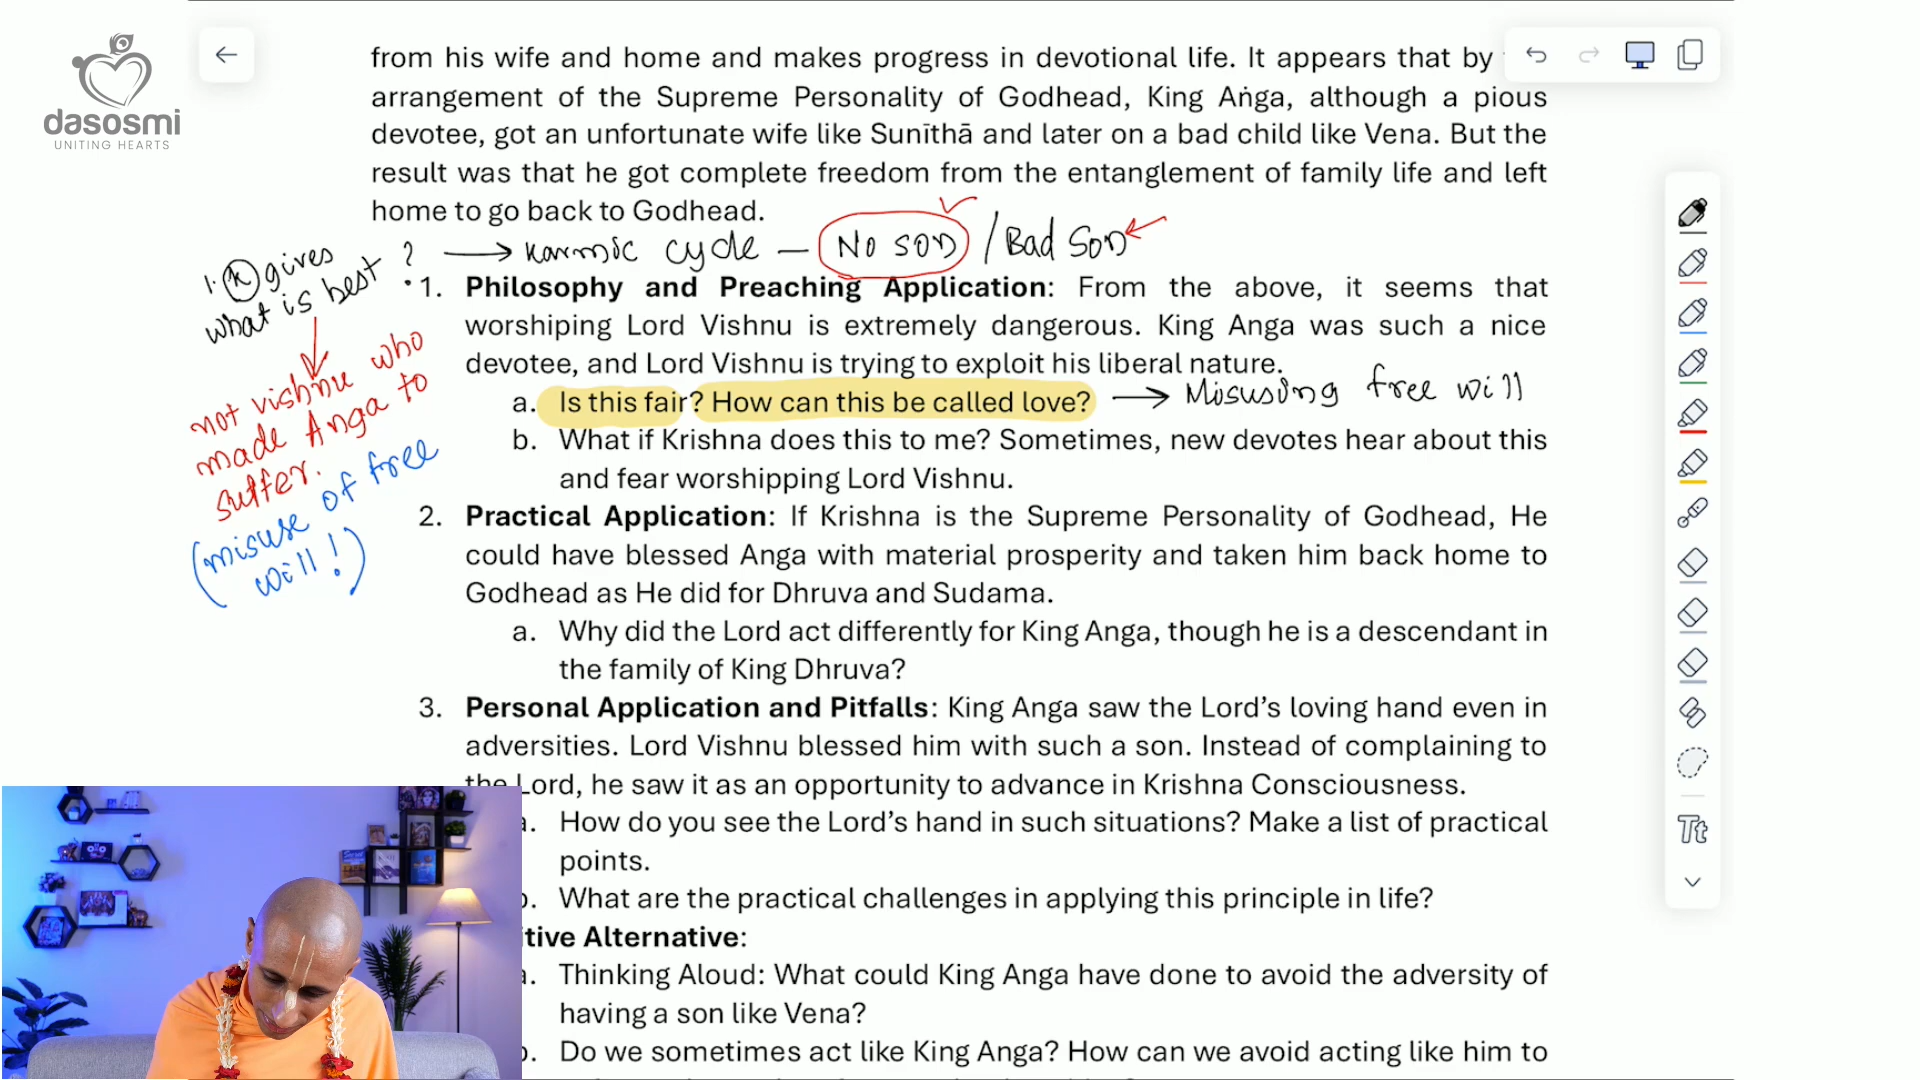 dasosmi
UNITING HEARTS
from his wife and home and makes progress in devotional life. It appears that by
arrangement of the Supreme Personality of Godhead, King Aṅga, although a pious
devotee, got an unfortunate wife like Sunīthā and later on a bad child like Vena. But the
result was that he got complete freedom from the entanglement of family life and left
home to go back to Godhead.
1. K gives
what is best ? → Karmic cycle – No son / Bad Son
1. Philosophy and Preaching Application: From the above, it seems that
worshiping Lord Vishnu is extremely dangerous. King Anga was such a nice
devotee, and Lord Vishnu is trying to exploit his liberal nature.
a. Is this fair? How can this be called love? → Misusing free will
b. What if Krishna does this to me? Sometimes, new devotes hear about this
and fear worshipping Lord Vishnu.
not vishnu who
made Anga to
suffer.
(misuse of free
will!)
2. Practical Application: If Krishna is the Supreme Personality of Godhead, He
could have blessed Anga with material prosperity and taken him back home to
Godhead as He did for Dhruva and Sudama.
a. Why did the Lord act differently for King Anga, though he is a descendant in
the family of King Dhruva?
3. Personal Application and Pitfalls: King Anga saw the Lord's loving hand even in
adversities. Lord Vishnu blessed him with such a son. Instead of complaining to
the Lord, he saw it as an opportunity to advance in Krishna Consciousness.
How do you see the Lord's hand in such situations? Make a list of practical
points.
What are the practical challenges in applying this principle in life?
tive Alternative:
Thinking Aloud: What could King Anga have done to avoid the adversity of
having a son like Vena?
Do we sometimes act like King Anga? How can we avoid acting like him to
Tt